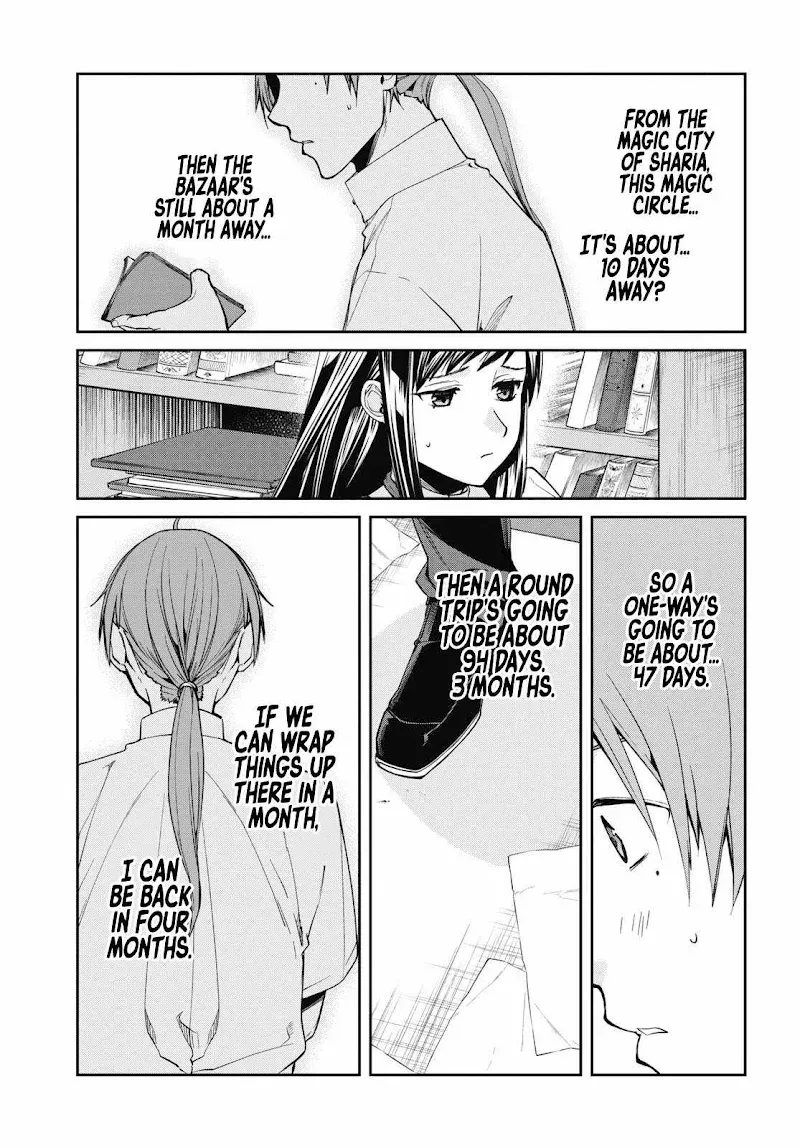 FROM THE
MAGIC CITY
OF SHARIA,
THIS MAGIC
CIRCLE...
IT'S ABOUT...
10 DAYS
AWAY?
THEN THE
BAZAAR'S
STILL ABOUT A
MONTH AWAY...
SO A
ONE-WAY'S
GOING TO
BE ABOUT...
47 DAYS.
THEN A ROUND
TRIP'S GOING
TO BE ABOUT
94 DAYS.
3 MONTHS.
IF WE
CAN WRAP
THINGS UP
THERE IN A
MONTH,
I CAN
BE BACK
IN FOUR
MONTHS.